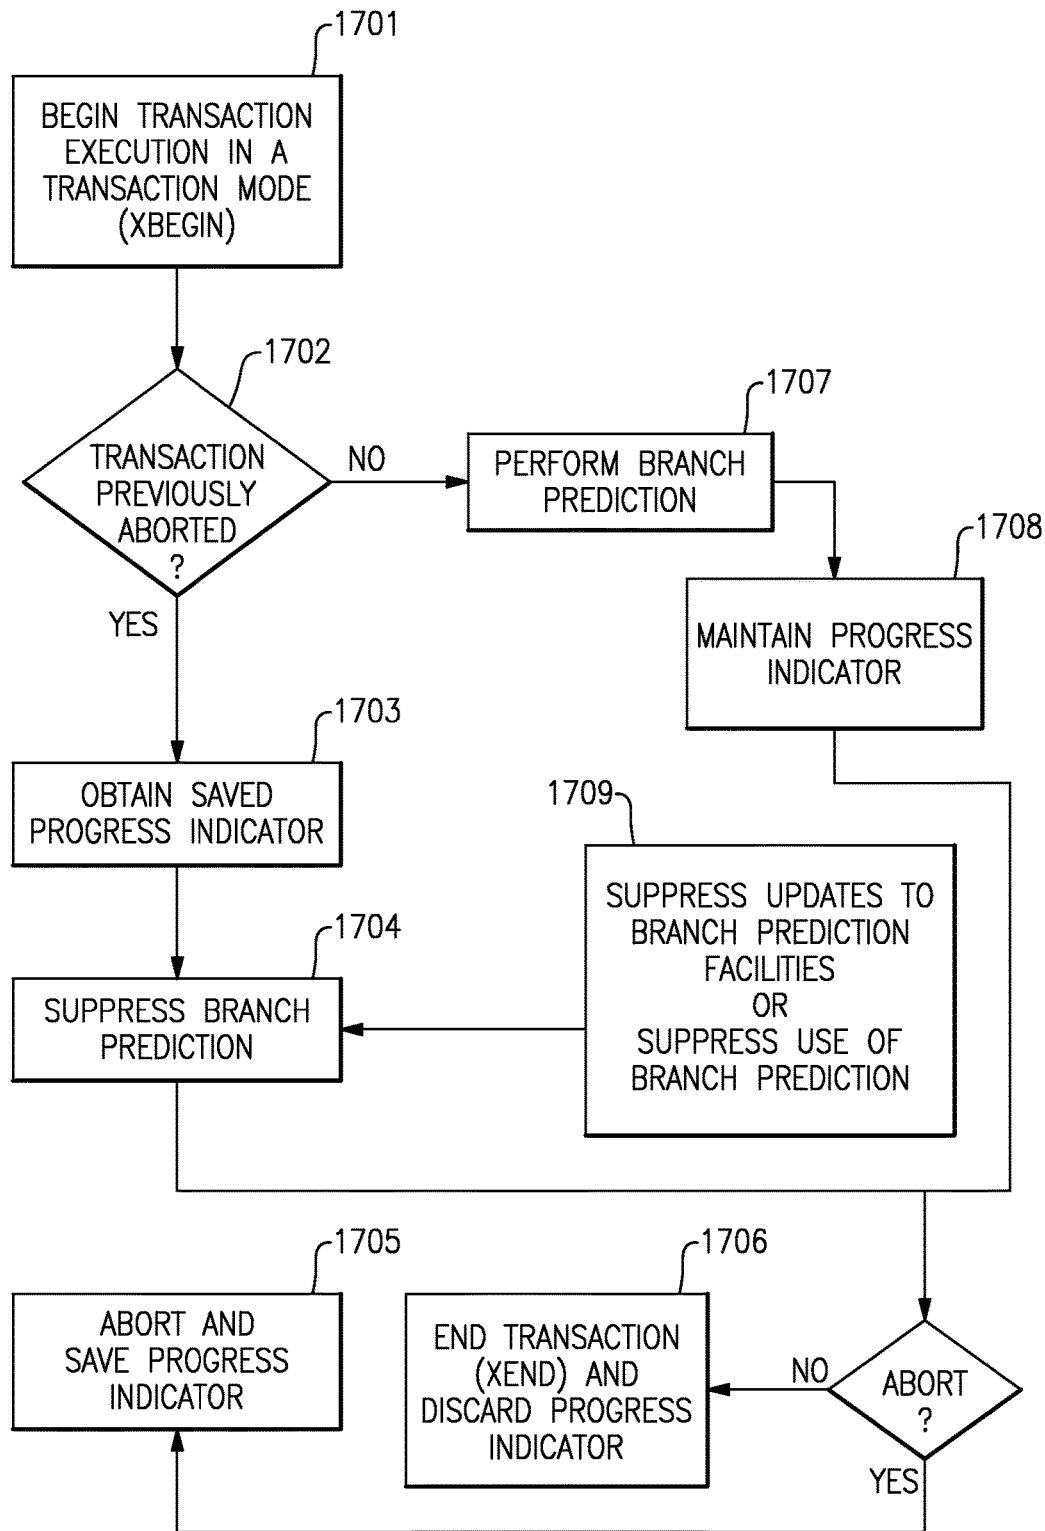 1701
BEGIN TRANSACTION
EXECUTION IN A
TRANSACTION MODE
(XBEGIN)
1702
TRANSACTION
PREVIOUSLY
ABORTED
?
NO
YES
1707
PERFORM BRANCH
PREDICTION
1708
MAINTAIN PROGRESS
INDICATOR
1703
OBTAIN SAVED
PROGRESS INDICATOR
1709
SUPPRESS UPDATES TO
BRANCH PREDICTION
FACILITIES
OR
SUPPRESS USE OF
BRANCH PREDICTION
1704
SUPPRESS BRANCH
PREDICTION
1705
ABORT AND
SAVE PROGRESS
INDICATOR
1706
END TRANSACTION
(XEND) AND
DISCARD PROGRESS
INDICATOR
NO
ABORT
?
YES